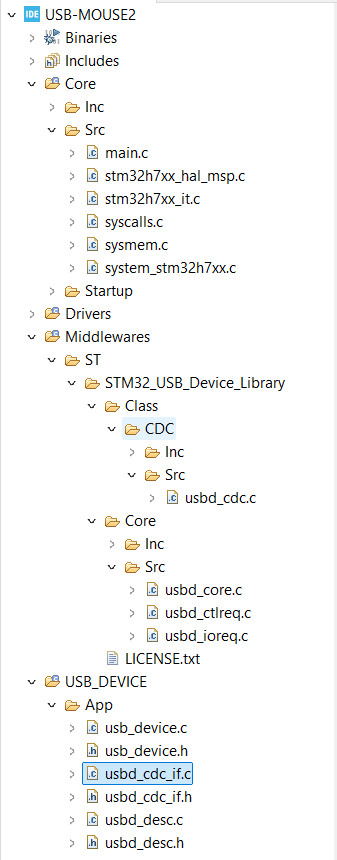 IDE USB-MOUSE2
Binaries
Includes
Core
Inc
Src
main.c
stm32h7xx_hal_msp.c
stm32h7xx_it.c
syscalls.c
sysmem.c
system_stm32h7xx.c
Startup
Drivers
Middlewares
ST
STM32_USB_Device_Library
Class
CDC
Inc
Src
usbd_cdc.c
Core
Inc
Src
usbd_core.c
usbd_ctlreq.c
usbd_ioreq.c
LICENSE.txt
USB_DEVICE
App
usb_device.c
usb_device.h
usbd_cdc_if.c
usbd_cdc_if.h
usbd_desc.c
usbd_desc.h